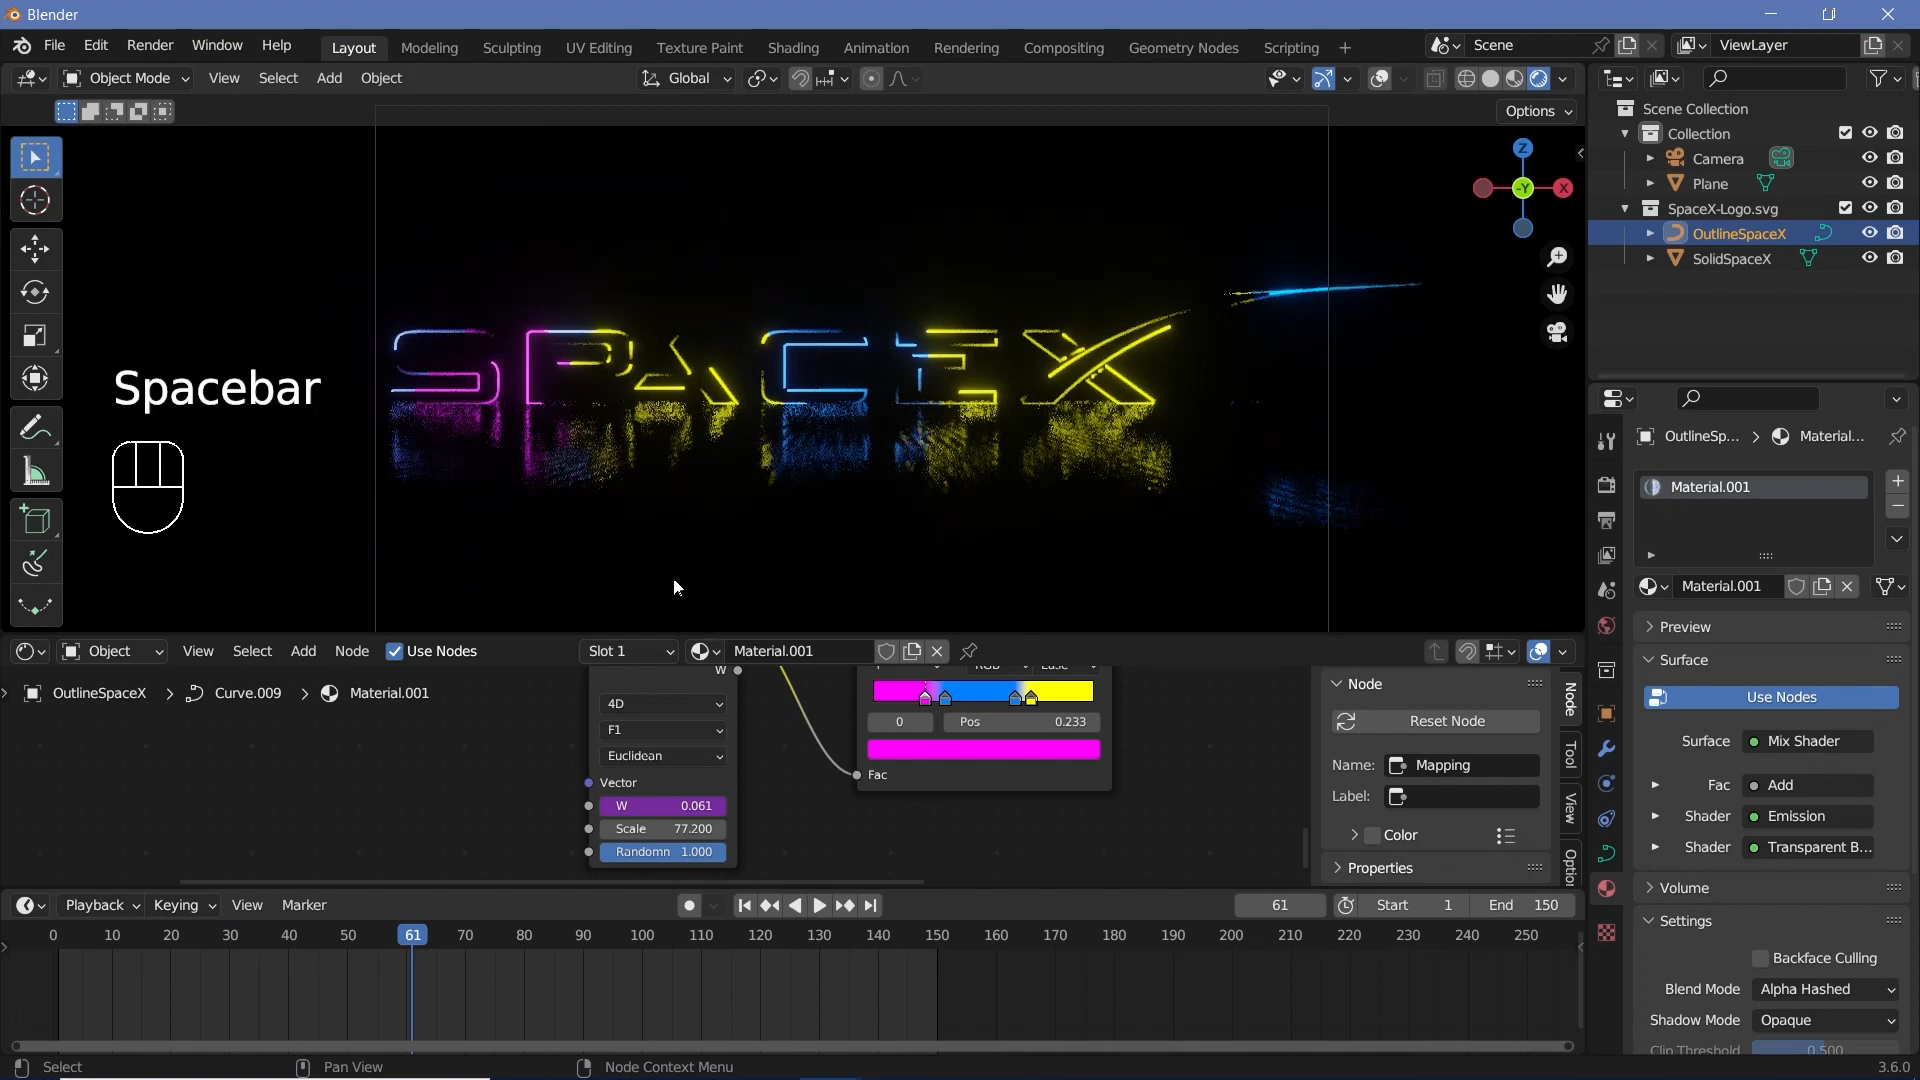 Blender
File Edit Render Window Help Layout Modeling Sculpting UV Editing Texture Paint Shading Animation Rendering Compositing Geometry Nodes Scripting + Scene ViewLayer
Object Mode View Select Add Object Global
Options
Z
-Y X
SPACEX
Spacebar
Scene Collection
Collection
Camera
Plane
SpaceX-Logo.svg
OutlineSpaceX
SolidSpaceX
OutlineSp... > Material...
Material.001
Material.001
Preview
Surface
Use Nodes
Surface Mix Shader
Fac Add
Shader Emission
Shader Transparent B...
Volume
Settings
Backface Culling
Blend Mode Alpha Hashed
Shadow Mode Opaque
Clip Threshold 0.500
Object View Select Add Node Use Nodes Slot 1 Material.001
OutlineSpaceX > Curve.009 > Material.001
W
4D
F1
Euclidean
Vector
W 0.061
Scale 77.200
Randomn 1.000
RGB Ease
0 Pos 0.233
Fac
Node
Reset Node
Name: Mapping
Label:
Color
Properties
Node
Tool
View
Option
Playback Keying View Marker 61 Start 1 End 150
0 10 20 30 40 50 61 70 80 90 100 110 120 130 140 150 160 170 180 190 200 210 220 230 240 250
Select Pan View Node Context Menu 3.6.0